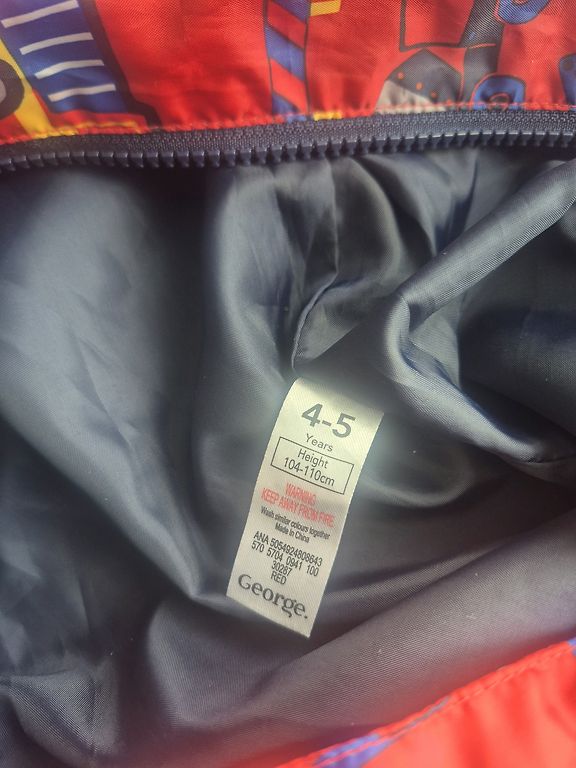 4-5
Years
Height
104-110cm
WARNING
KEEP AWAY FROM FIRE
Wash similar colours together
Made in China
ANA 5054924808643
570 5704 0941 100
30287
RED
George.